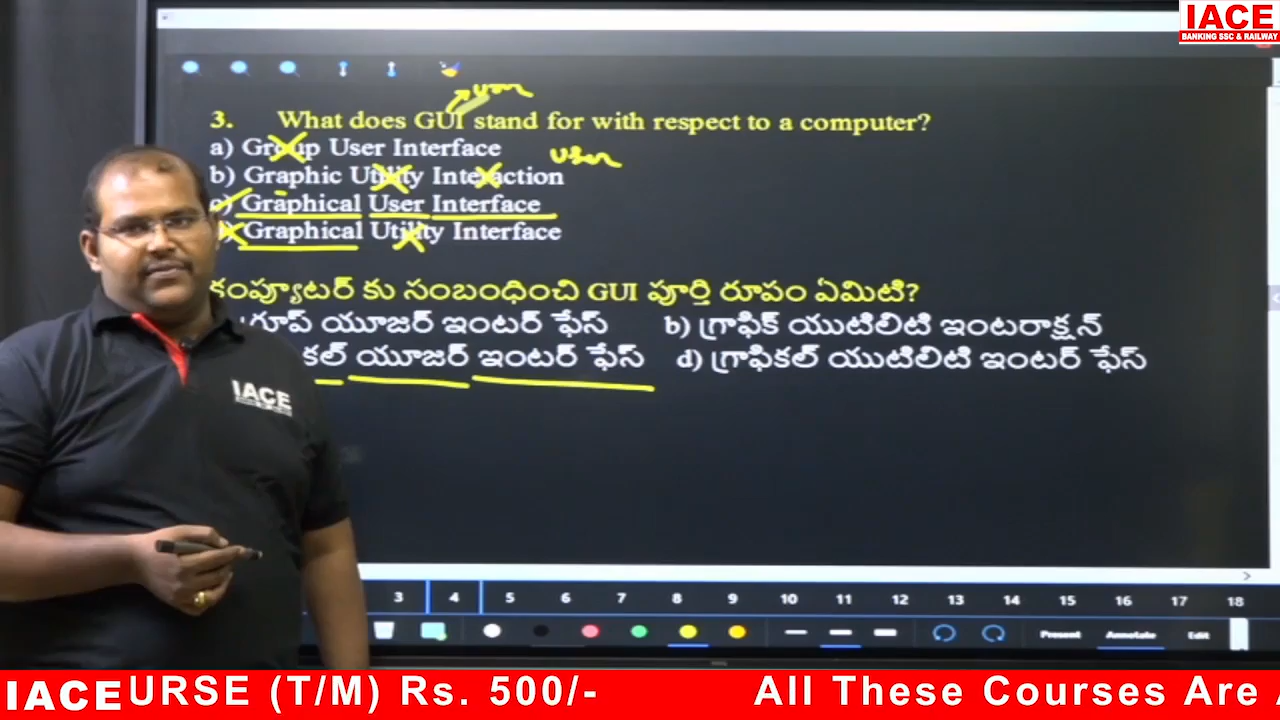 IACE
BANKING SSC & RAILWAY
user
3. What does GUI stand for with respect to a computer?
a) Group User Interface
user
b) Graphic Utility Interaction
c) Graphical User Interface
Graphical Utility Interface
కంప్యూటర్ కు సంబంధించి GUI పూర్తి రూపం ఏమిటి?
గ్రూప్ యూజర్ ఇంటర్ ఫేస్ b) గ్రాఫిక్ యుటిలిటి ఇంటరాక్షన్
కల్ యూజర్ ఇంటర్ ఫేస్ d) గ్రాఫికల్ యుటిలిటి ఇంటర్ ఫేస్
IACE
3 4 5 6 7 8 9 10 11 12 13 14 15 16 17 18
Present Annotate Edit
IACE URSE (T/M) Rs. 500/- All These Courses Are